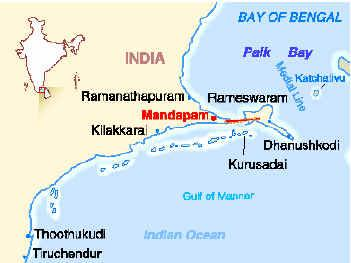 BAY OF BENGAL
INDIA
Palk Bay
Katchativu
Medial Line
Ramanathapuram
Rameswaram
Mandapam
Kilakkarai
Dhanushkodi
Kurusadai
Gulf of Mannar
Thoothukudi
Indian Ocean
Tiruchendur